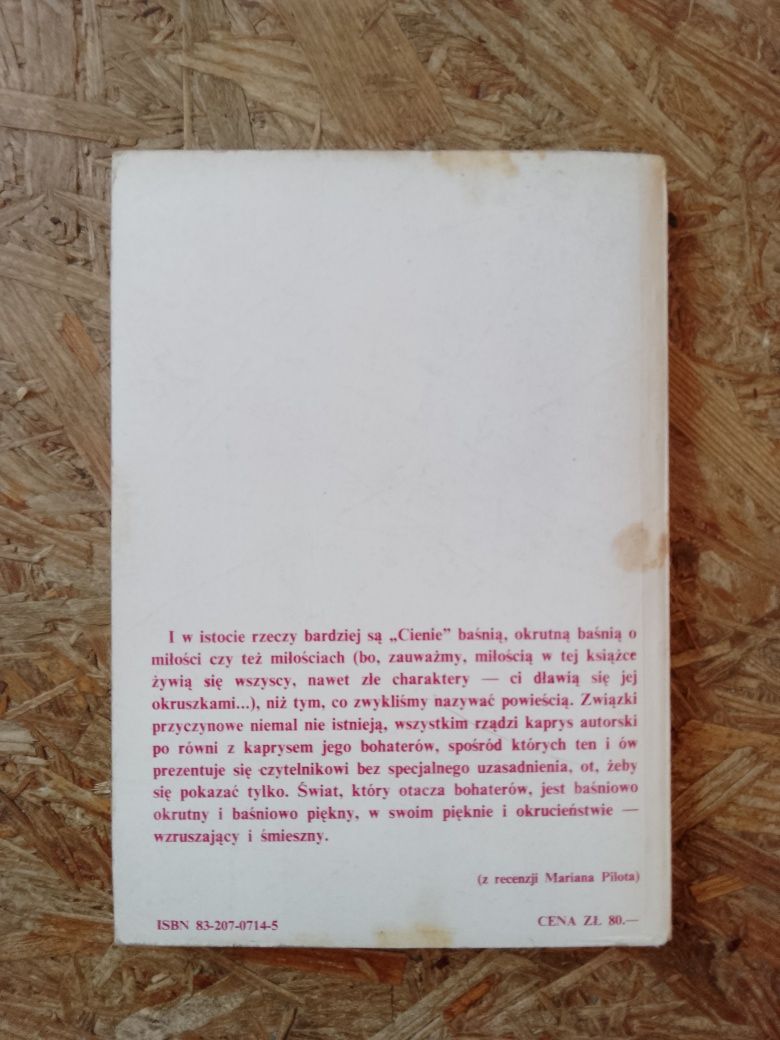 I w istocie rzeczy bardziej są „Cienie” baśnią, okrutną baśnią o
miłości czy też miłościach (bo, zauważmy, miłością w tej książce
żywią się wszyscy, nawet złe charaktery — ci dławią się jej
okruszkami...), niż tym, co zwykliśmy nazywać powieścią. Związki
przyczynowe niemal nie istnieją, wszystkim rządzi kaprys autorski
po równi z kaprysem jego bohaterów, spośród których ten i ów
prezentuje się czytelnikowi bez specjalnego uzasadnienia, ot, żeby
się pokazać tylko. Świat, który otacza bohaterów, jest baśniowo
okrutny i baśniowo piękny, w swoim pięknie i okrucieństwie —
wzruszający i śmieszny.
(z recenzji Mariana Pilota)
ISBN 83-207-0714-5
CENA ZŁ 80.—